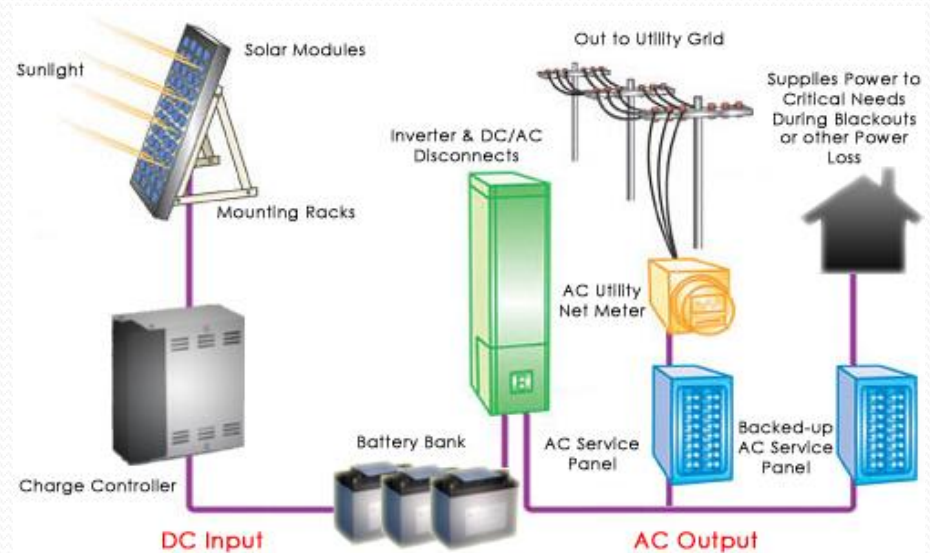 Sunlight
Solar Modules
Mounting Racks
Charge Controller
DC Input
Battery Bank
Inverter & DC/AC
Disconnects
Out to Utility Grid
AC Utility
Net Meter
AC Service
Panel
Supplies Power to
Critical Needs
During Blackouts
or other Power
Loss
Backed-up
AC Service
Panel
AC Output